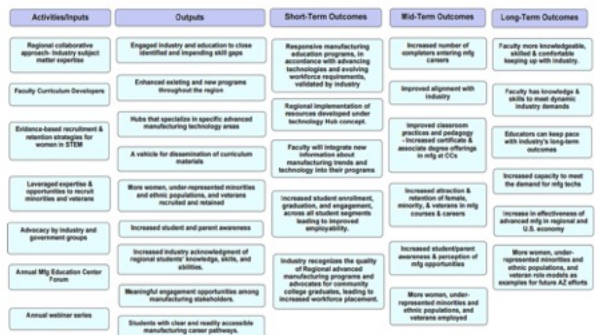 Activities/Inputs
Regional collaborative
approach- Industry subject
matter expertise
Faculty Curriculum Developers
Evidence-based recruitment &
retention strategies for
women in STEM
Leveraged expertise &
opportunities to recruit
minorities and veterans
Advocacy by industry and
government groups
Annual Mfg Education Center
Forum
Annual webinar series
Outputs
Engaged industry and education to close
identified and impending skill gaps
Enhanced existing and new programs
throughout the region
Hubs that specialize in specific advanced
manufacturing technology areas
A vehicle for dissemination of curriculum
materials
More women, under-represented minorities
and ethnic populations, and veterans
recruited and retained
Increased student and parent awareness
Increased industry acknowledgment of
regional students' knowledge, skills, and
abilities.
Meaningful engagement opportunities among
manufacturing stakeholders.
Students with clear and readily accessible
manufacturing career pathways.
Short-Term Outcomes
Responsive manufacturing
education programs, in
accordance with advancing
technologies and evolving
workforce requirements,
validated by industry
Regional implementation of
resources developed under
technology Hub concept.
Faculty will integrate new
information about
manufacturing trends and
technology into their programs
Increased student enrollment,
graduation, and engagement,
across all student segments
leading to improved
employability.
Industry recognizes the quality
of Regional advanced
manufacturing programs and
advocates for community
college graduates, leading to
increased workforce placement.
Mid-Term Outcomes
Increased number of
completers entering mfg
careers
Improved alignment with
industry
Improved classroom
practices and pedagogy
- Increased certificate &
associate degree offerings
in mfg at CCs
Increased attraction &
retention of female,
minority, & veterans in mfg
courses & careers
Increased student/parent
awareness & perception of
mfg opportunities
More women, under-
represented minorities and
ethnic populations, and
veterans employed
Long-Term Outcomes
Faculty more knowledgeable,
skilled & comfortable
keeping up with industry.
Faculty has knowledge &
skills to meet dynamic
industry demands
Educators can keep pace
with industry's long-term
outcomes
Increased capacity to meet
the demand for mfg techs
Increase in effectiveness of
advanced mfg in regional and
U.S. economy
More women, under-
represented minorities and
ethnic populations, and
veteran role models as
examples for future AZ efforts